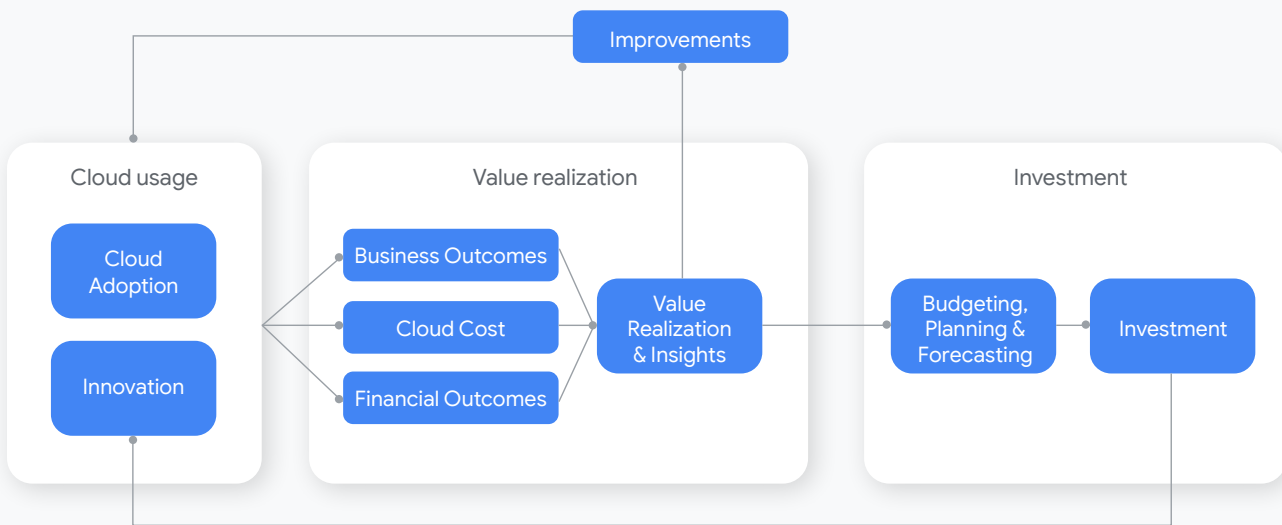 Improvements
Cloud usage
Value realization
Investment
Cloud
Adoption
Innovation
Business Outcomes
Cloud Cost
Financial Outcomes
Value
Realization
& Insights
Budgeting,
Planning &
Forecasting
Investment